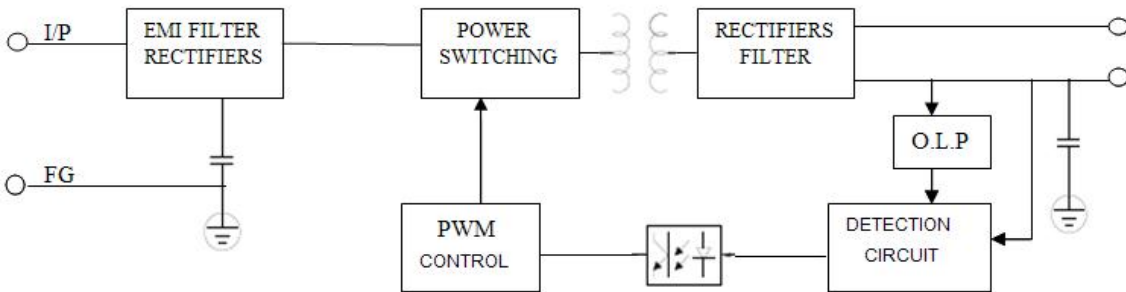 I/P
EMI FILTER
RECTIFIERS
POWER
SWITCHING
RECTIFIERS
FILTER
O.L.P
FG
PWM
CONTROL
DETECTION
CIRCUIT